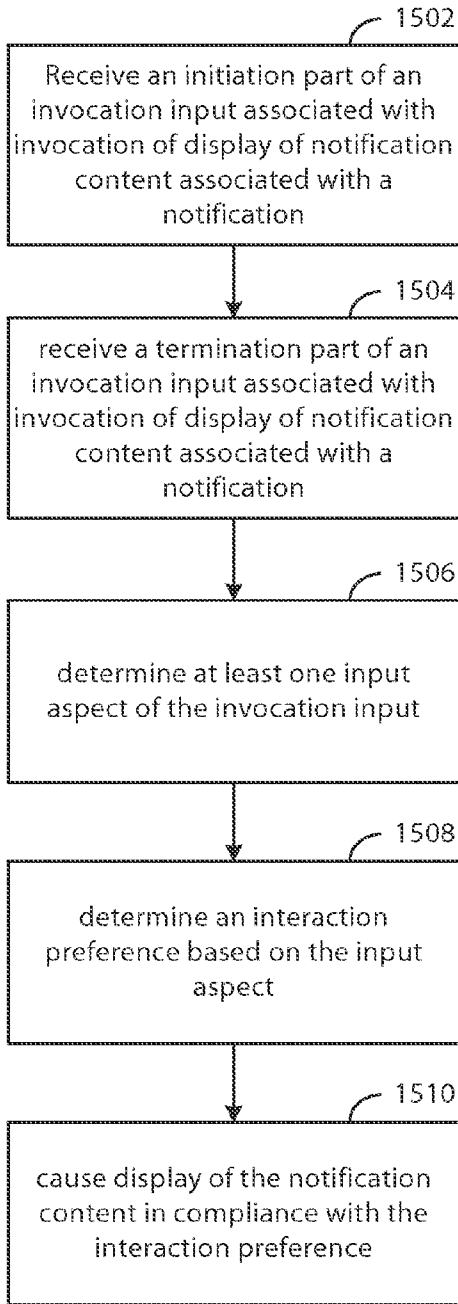 1502
Receive an initiation part of an
invocation input associated with
invocation of display of notification
content associated with a
notification
1504
receive a termination part of an
invocation input associated with
invocation of display of notification
content associated with a
notification
1506
determine at least one input
aspect of the invocation input
1508
determine an interaction
preference based on the input
aspect
1510
cause display of the notification
content in compliance with the
interaction preference